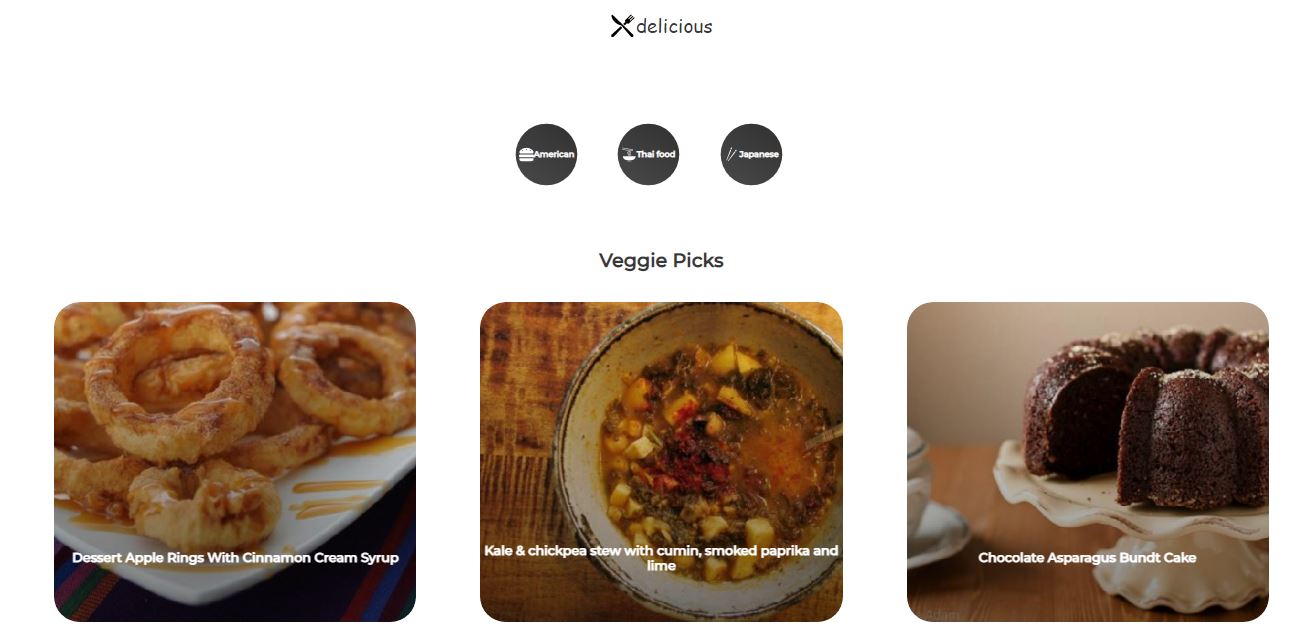 delicious
American
Thai food
Japanese
Veggie Picks
Dessert Apple Rings With Cinnamon Cream Syrup
Kale & chickpea stew with cumin, smoked paprika and
lime
Chocolate Asparagus Bundt Cake
Adam